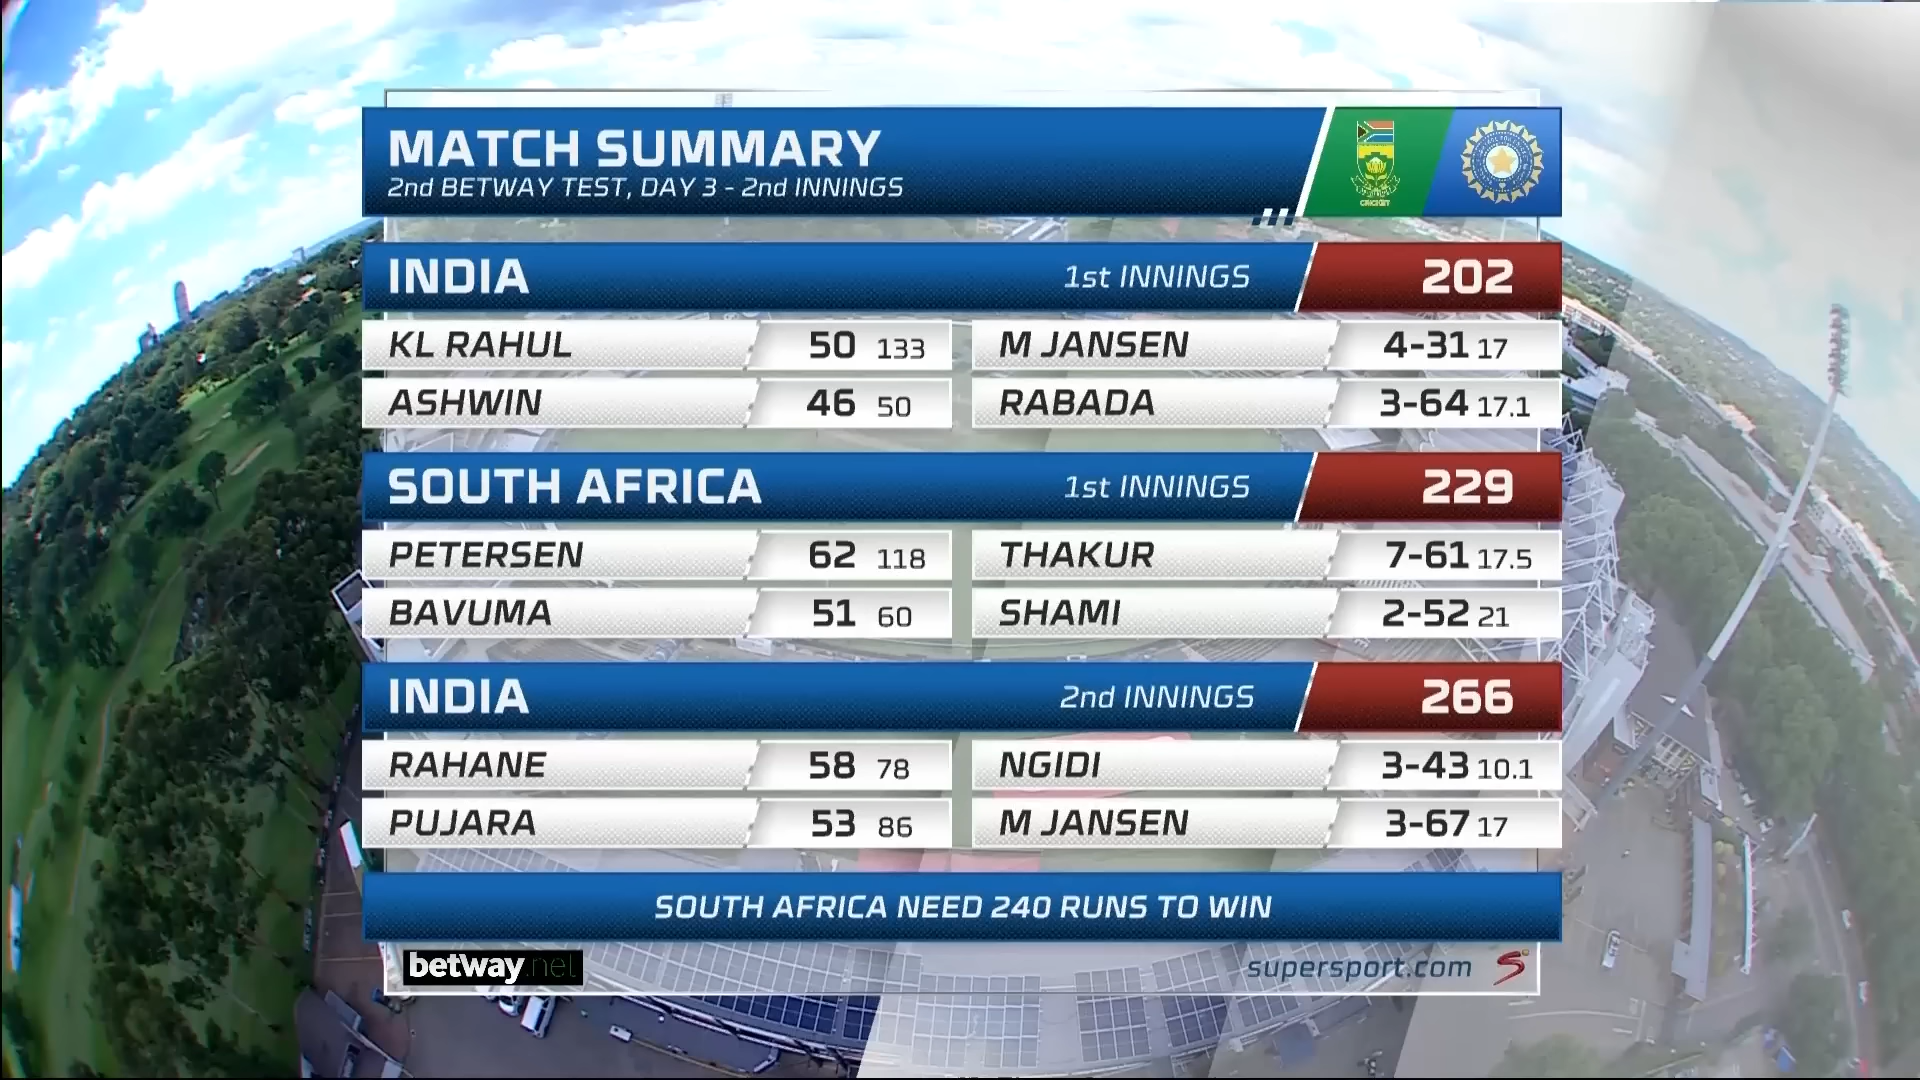 MATCH SUMMARY
2nd BETWAY TEST, DAY 3 - 2nd INNINGS
CRICKET
INDIA 1st INNINGS 202
KL RAHUL 50 133 M JANSEN 4-31 17
ASHWIN 46 50 RABADA 3-64 17.1
SOUTH AFRICA 1st INNINGS 229
PETERSEN 62 118 THAKUR 7-61 17.5
BAVUMA 51 60 SHAMI 2-52 21
INDIA 2nd INNINGS 266
RAHANE 58 78 NGIDI 3-43 10.1
PUJARA 53 86 M JANSEN 3-67 17
SOUTH AFRICA NEED 240 RUNS TO WIN
betway.net
supersport.com S